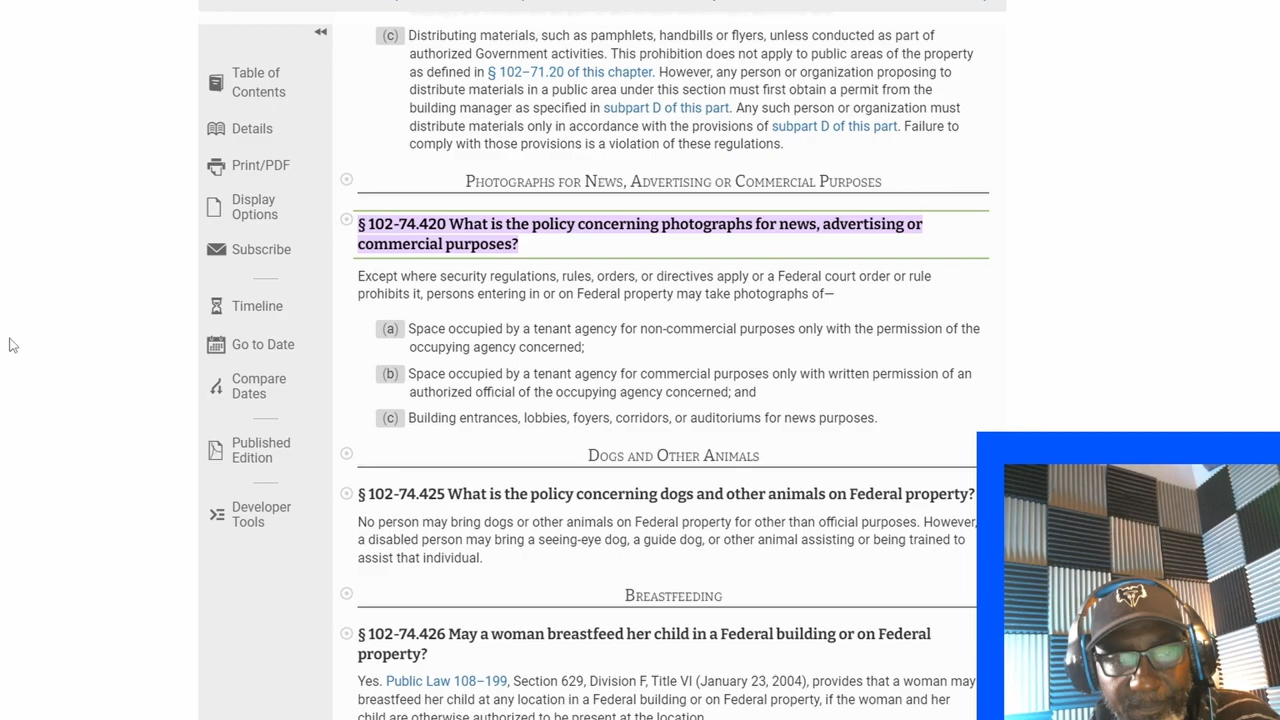 (c) Distributing materials, such as pamphlets, handbills or flyers, unless conducted as part of
authorized Government activities. This prohibition does not apply to public areas of the property
as defined in § 102–71.20 of this chapter. However, any person or organization proposing to
distribute materials in a public area under this section must first obtain a permit from the
building manager as specified in subpart D of this part. Any such person or organization must
distribute materials only in accordance with the provisions of subpart D of this part. Failure to
comply with those provisions is a violation of these regulations.
Table of
Contents
Details
Print/PDF
Display
Options
Subscribe
Timeline
Go to Date
Compare
Dates
Published
Edition
Developer
Tools
Photographs for News, Advertising or Commercial Purposes
§ 102-74.420 What is the policy concerning photographs for news, advertising or
commercial purposes?
Except where security regulations, rules, orders, or directives apply or a Federal court order or rule
prohibits it, persons entering in or on Federal property may take photographs of—
(a) Space occupied by a tenant agency for non-commercial purposes only with the permission of the
occupying agency concerned;
(b) Space occupied by a tenant agency for commercial purposes only with written permission of an
authorized official of the occupying agency concerned; and
(c) Building entrances, lobbies, foyers, corridors, or auditoriums for news purposes.
Dogs and Other Animals
§ 102-74.425 What is the policy concerning dogs and other animals on Federal property?
No person may bring dogs or other animals on Federal property for other than official purposes. However,
a disabled person may bring a seeing-eye dog, a guide dog, or other animal assisting or being trained to
assist that individual.
Breastfeeding
§ 102-74.426 May a woman breastfeed her child in a Federal building or on Federal
property?
Yes. Public Law 108–199, Section 629, Division F, Title VI (January 23, 2004), provides that a woman may
breastfeed her child at any location in a Federal building or on Federal property, if the woman and her
child are otherwise authorized to be present at the location.